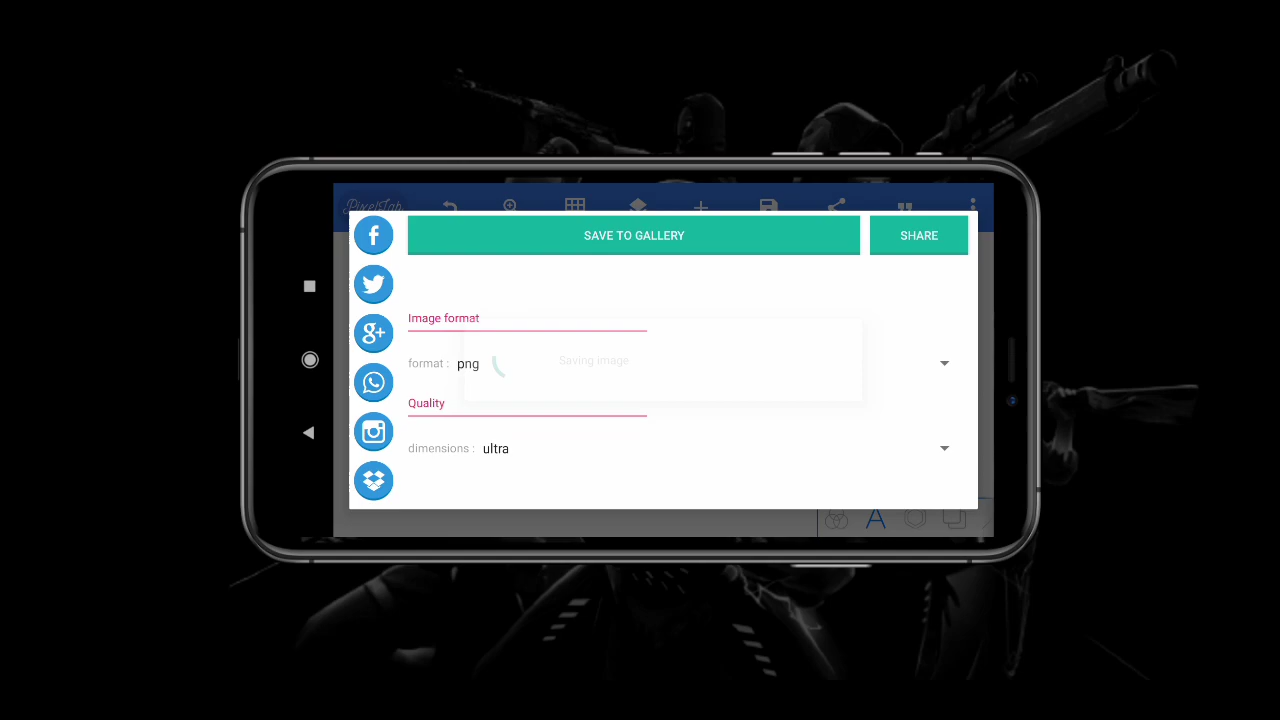 PixelLab
SAVE TO GALLERY
SHARE
Image format
format : png
Saving image
Quality
dimensions : ultra